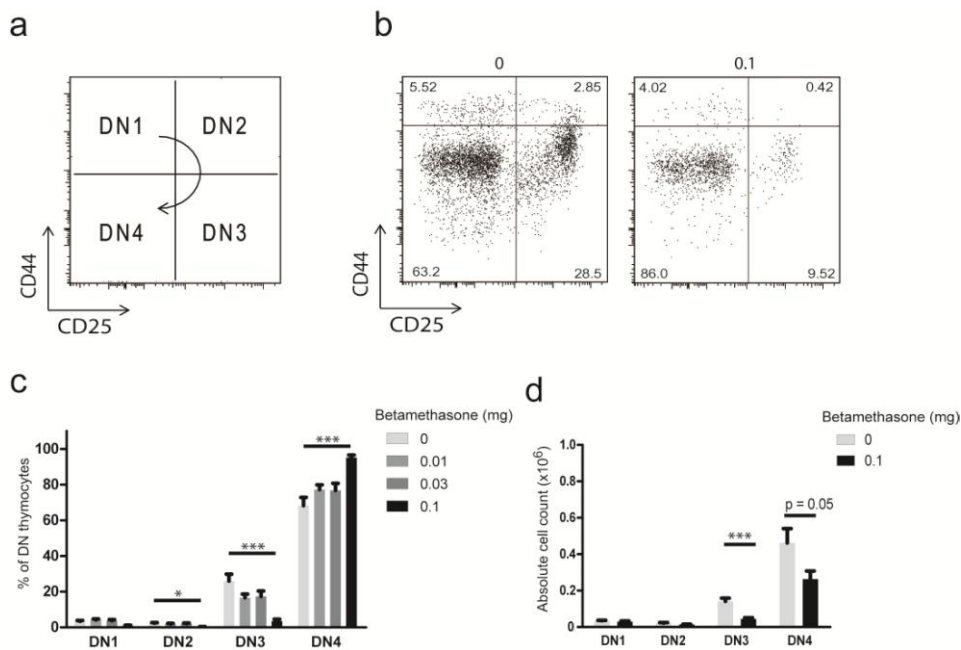 a
DN1
DN2
DN4
DN3
CD44
CD25
b
0
0.1
5.52
2.85
4.02
0.42
63.2
28.5
86.0
9.52
CD44
CD25
c
Betamethasone (mg)
0
0.01
0.03
0.1
% of DN thymocytes
100
80
60
40
20
0
*
***
***
DN1
DN2
DN3
DN4
d
Betamethasone (mg)
0
0.1
Absolute cell count (x10⁶)
1.0
0.8
0.6
0.4
0.2
0
***
p = 0.05
DN1
DN2
DN3
DN4